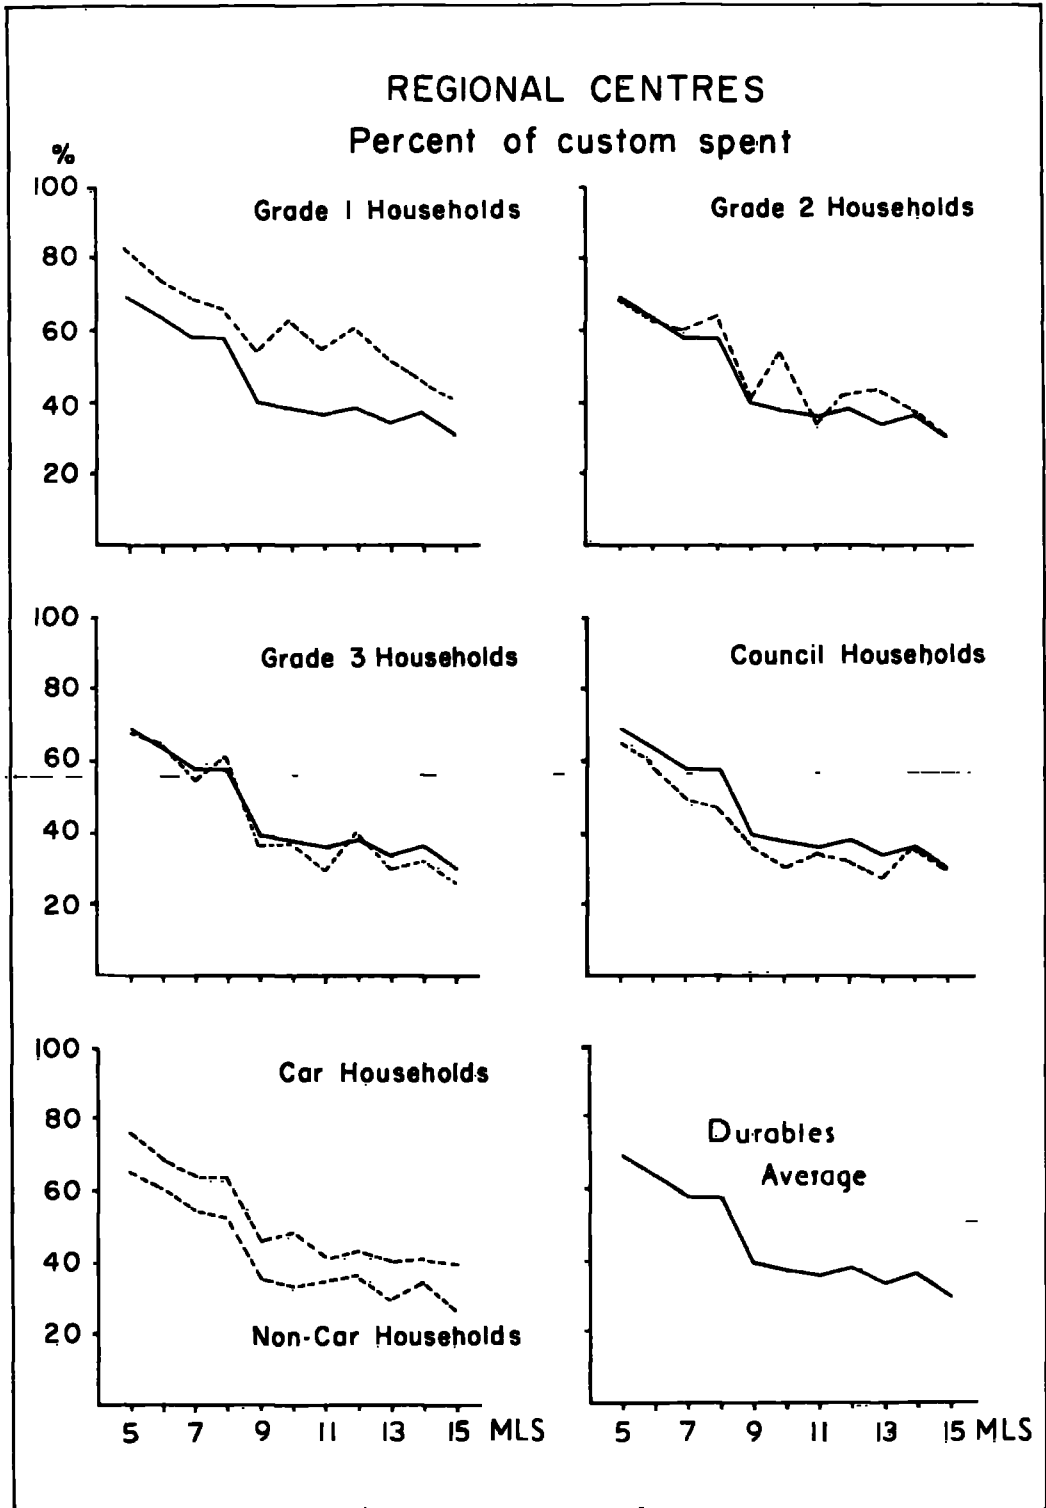 REGIONAL CENTRES
Percent of custom spent
%
100
80
60
40
20
Grade 1 Households
Grade 2 Households
100
80
60
40
20
Grade 3 Households
Council Households
100
80
60
40
20
Car Households
Non-Car Households
Durables
Average
5 7 9 11 13 15 MLS
5 7 9 11 13 15 MLS